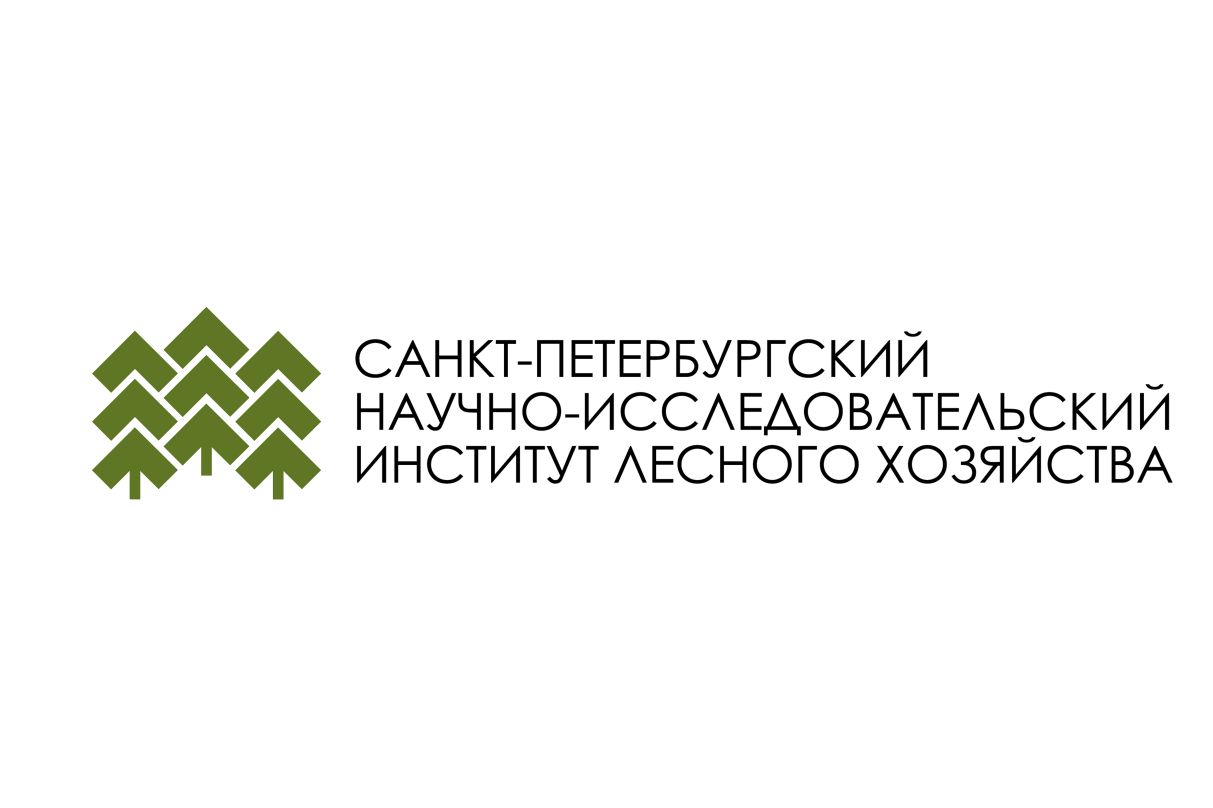 САНКТ-ПЕТЕРБУРГСКИЙ
НАУЧНО-ИССЛЕДОВАТЕЛЬСКИЙ
ИНСТИТУТ ЛЕСНОГО ХОЗЯЙСТВА